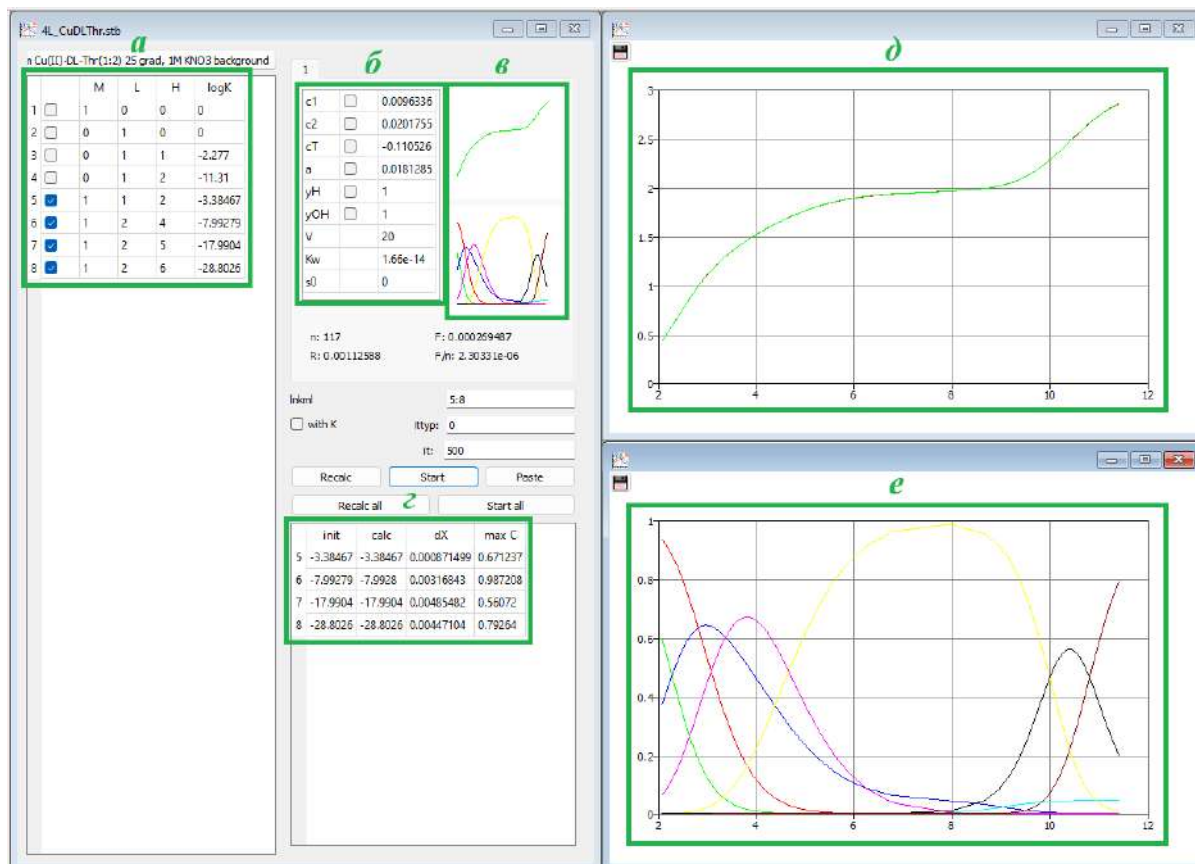 4L_CuDLThr.stb
а
n Cu(II)-DL-Thr(1:2) 25 grad, 1M KNO3 background
M L H logK
1 1 0 0 0
2 0 1 0 0
3 0 1 1 -2.277
4 0 1 2 -11.31
5 1 1 2 -3.38467
6 1 2 4 -7.99279
7 1 2 5 -17.9904
8 1 2 6 -28.8026
1
б
в
c1 0.0096336
c2 0.0201755
cT -0.110526
a 0.0181285
yH 1
yOH 1
V 20
Kw 1.66e-14
s0 0
n: 117 F: 0.000269487
R: 0.00112588 F/n: 2.30331e-06
lnkml 5:8
with K Ittyp: 0
It: 500
Recalc Start Paste
Recalc all Start all
г
init calc dX max C
5 -3.38467 -3.38467 0.000871499 0.671237
6 -7.99279 -7.9928 0.00316843 0.987208
7 -17.9904 -17.9904 0.00485482 0.56072
8 -28.8026 -28.8026 0.00447104 0.79264
д
3
2.5
2
1.5
1
0.5
0
2 4 6 8 10 12
е
1
0.8
0.6
0.4
0.2
0
2 4 6 8 10 12